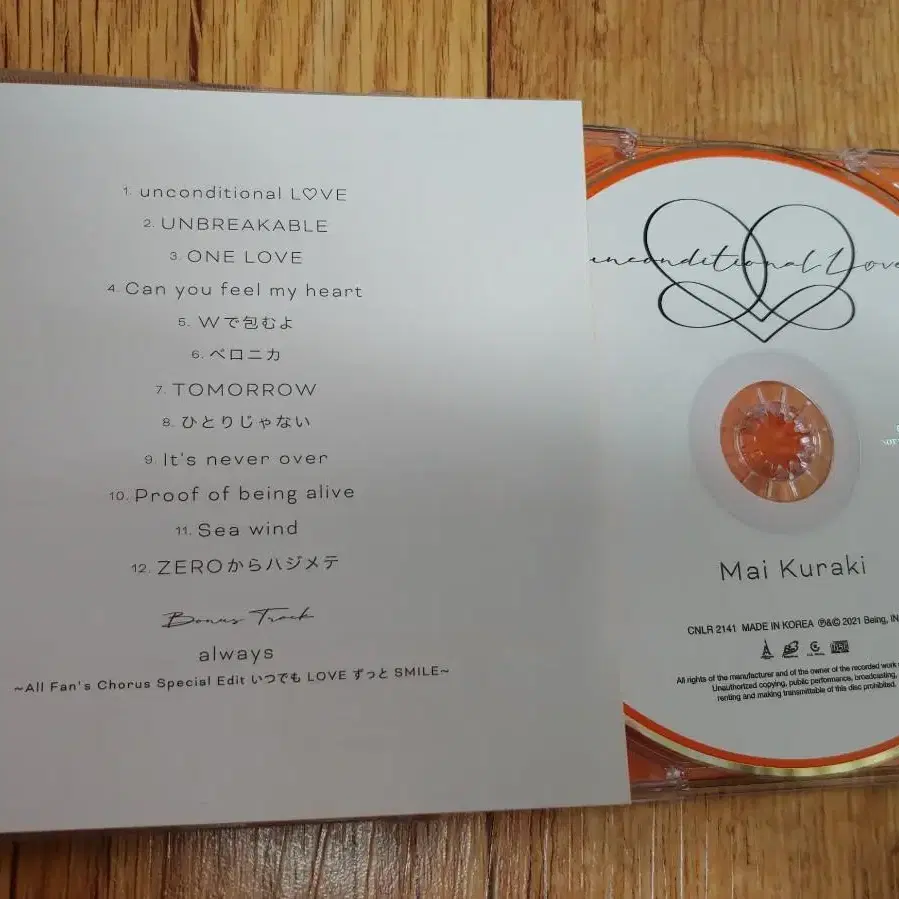 1. unconditional L♡VE
2. UNBREAKABLE
3. ONE LOVE
4. Can you feel my heart
5. Wで包むよ
6. ベロニカ
7. TOMORROW
8. ひとりじゃない
9. It's never over
10. Proof of being alive
11. Sea wind
12. ZEROからハジメテ
Bonus Track
always
~All Fan's Chorus Special Edit いつでも LOVE ずっと SMILE~
unconditional Love
Mai Kuraki
CNLR 2141 MADE IN KOREA ℗&© 2021 Being, IN
All rights of the manufacturer and of the owner of the recorded work
Unauthorized copying, public performance, broadcasting,
renting and making transmittable of this disc prohibited.